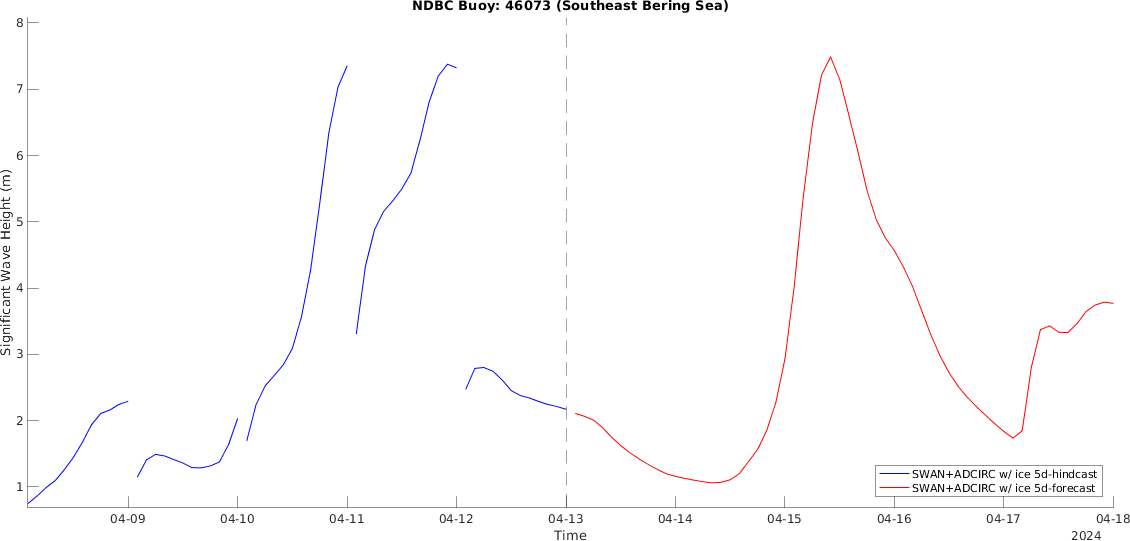 NDBC Buoy: 46073 (Southeast Bering Sea)
8
7
6
5
4
3
2
1
Significant Wave Height (m)
SWAN+ADCIRC w/ ice 5d-hindcast
SWAN+ADCIRC w/ ice 5d-forecast
04-09 04-10 04-11 04-12 04-13 04-14 04-15 04-16 04-17 04-18
Time
2024